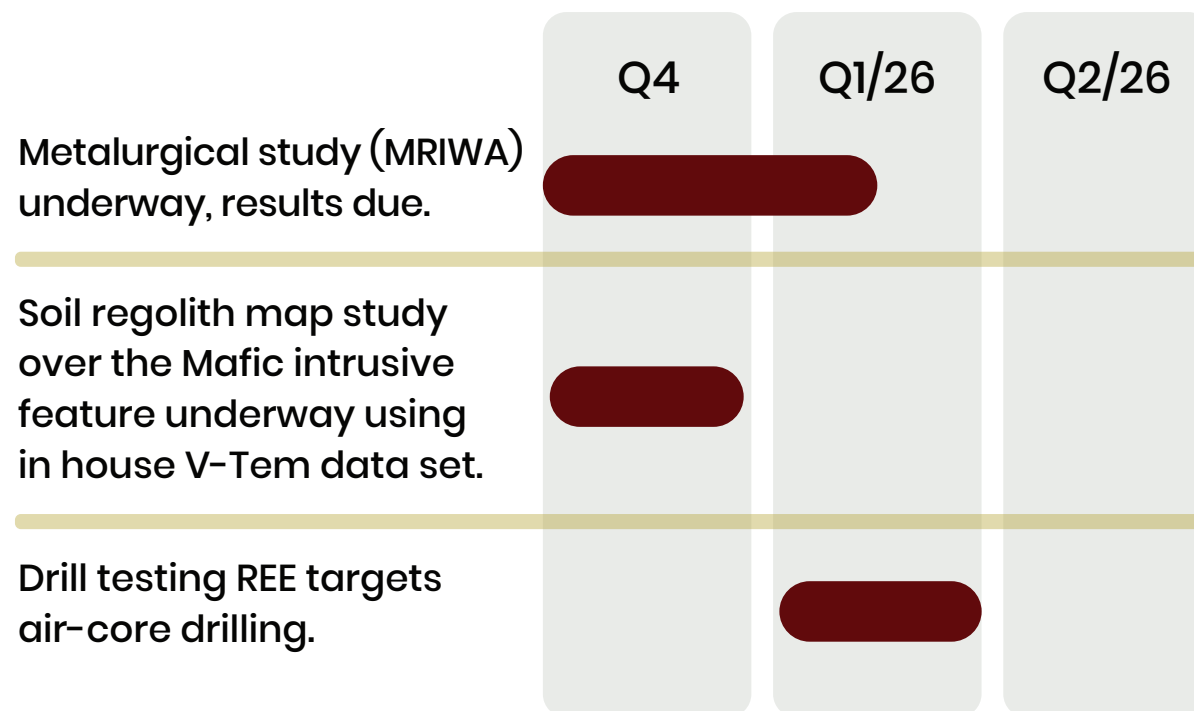 Q4 Q1/26 Q2/26
Metalurgical study (MRIWA)
underway, results due.
Soil regolith map study
over the Mafic intrusive
feature underway using
in house V-Tem data set.
Drill testing REE targets
air-core drilling.